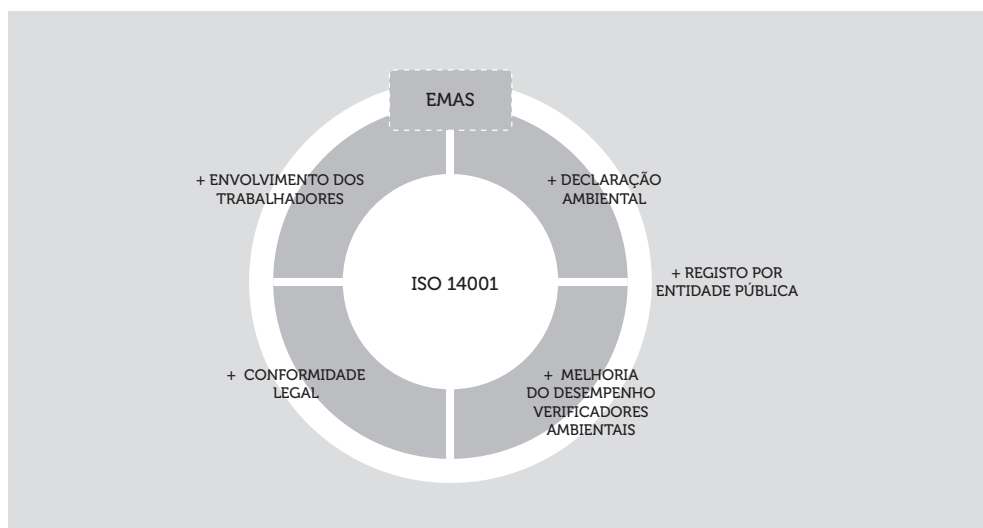 EMAS
+ ENVOLVIMENTO DOS
TRABALHADORES
+ DECLARAÇÃO
AMBIENTAL
ISO 14001
+ REGISTO POR
ENTIDADE PÚBLICA
+ CONFORMIDADE
LEGAL
+ MELHORIA
DO DESEMPENHO
VERIFICADORES
AMBIENTAIS